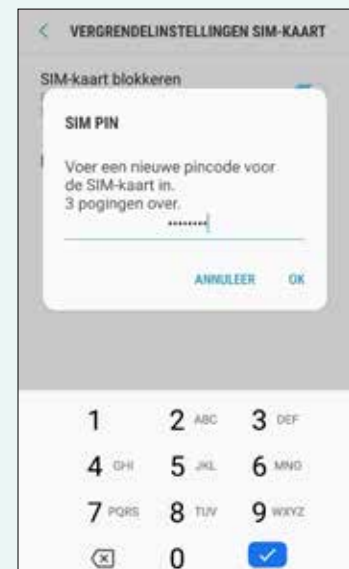 VERGRENDELINSTELLINGEN SIM-KAART
SIM-kaart blokkeren
SIM PIN
Voer een nieuwe pincode voor
de SIM-kaart in.
3 pogingen over.
••••••••
ANNULEER OK
1 2 ABC 3 DEF
4 GHI 5 JKL 6 MNO
7 PQRS 8 TUV 9 WXYZ
0